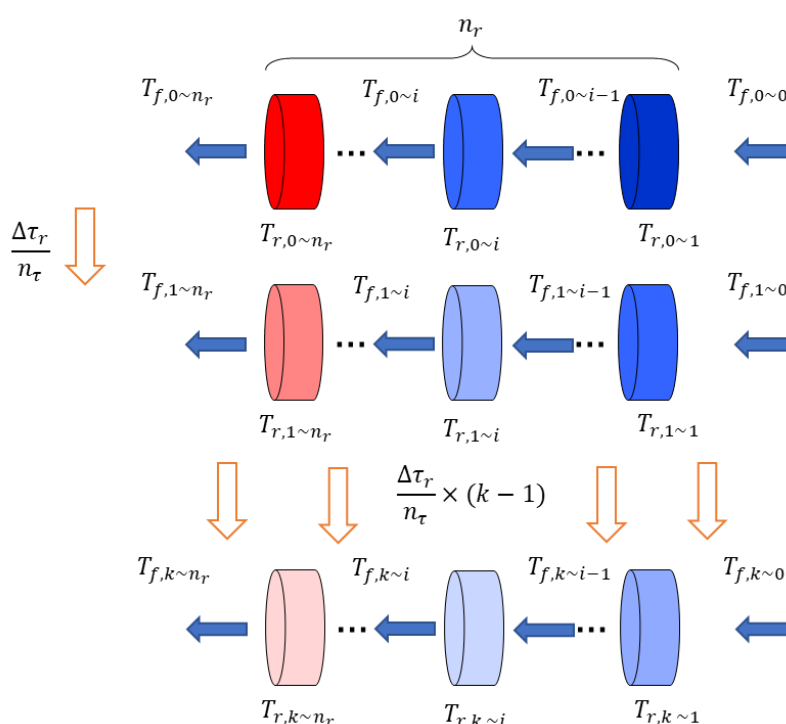 n_r
T_{f,0~n_r} T_{f,0~i} T_{f,0~i−1} T_{f,0~0}
...
...
T_{r,0~n_r} T_{r,0~i} T_{r,0~1}
Δτ_r
n_τ
T_{f,1~n_r} T_{f,1~i} T_{f,1~i−1} T_{f,1~0}
...
...
T_{r,1~n_r} T_{r,1~i} T_{r,1~1}
Δτ_r
n_τ
× (k − 1)
T_{f,k~n_r} T_{f,k~i} T_{f,k~i−1} T_{f,k~0}
...
...
T_{r,k~n_r} T_{r,k~i} T_{r,k~1}